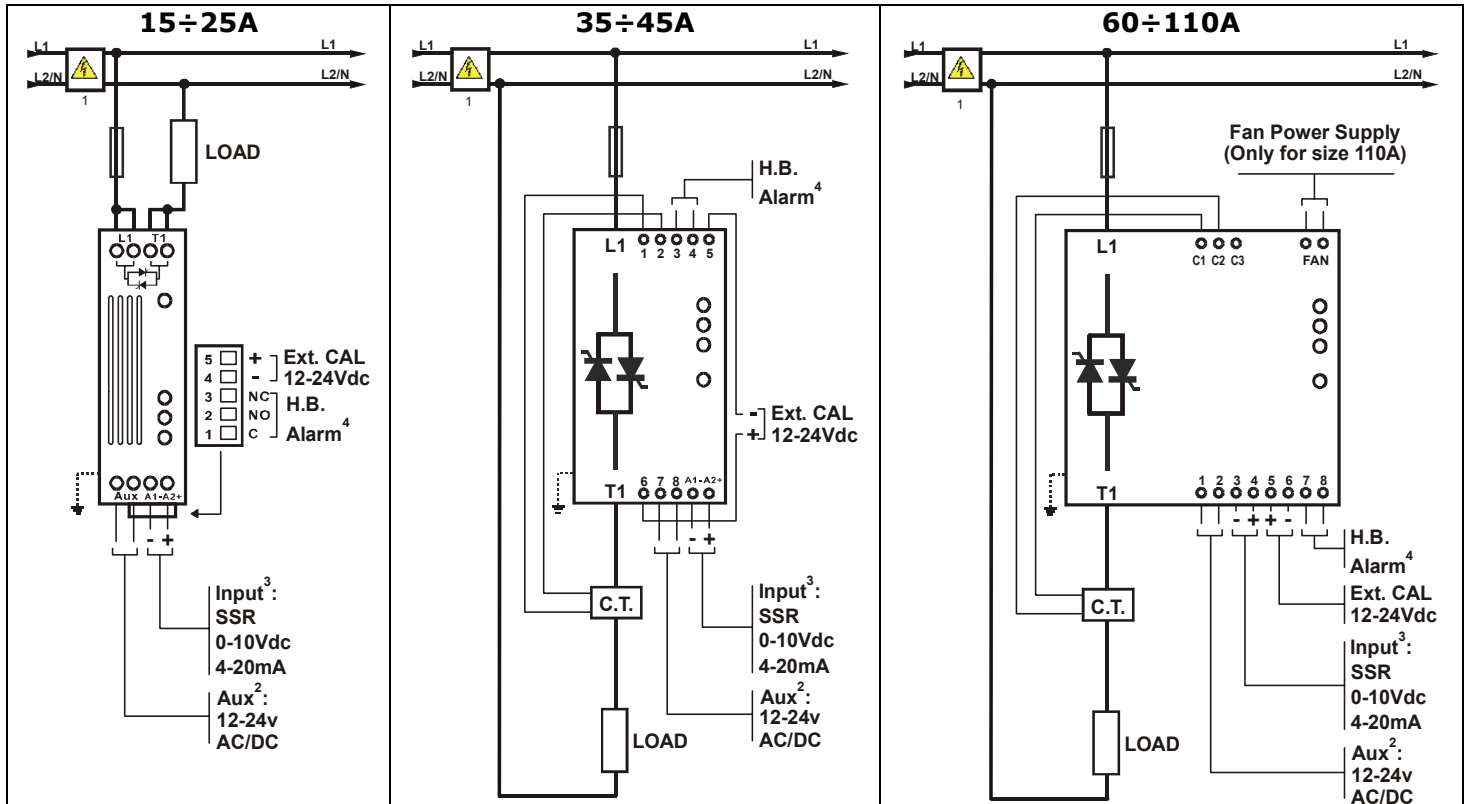 15÷25A
L1
L1
L2/N
L2/N
1
LOAD
L1 T1
5 + Ext. CAL
4 - 12-24Vdc
3 NC H.B.
2 NO Alarm4
1 C
Aux A1-A2+
- +
Input3:
SSR
0-10Vdc
4-20mA
Aux2:
12-24v
AC/DC
35÷45A
L1
L1
L2/N
L2/N
1
H.B.
Alarm4
L1
1 2 3 4 5
- Ext. CAL
+ 12-24Vdc
T1
6 7 8 A1-A2+
- +
C.T.
Input3:
SSR
0-10Vdc
4-20mA
Aux2:
12-24v
AC/DC
LOAD
60÷110A
L1
L1
L2/N
L2/N
1
Fan Power Supply
(Only for size 110A)
L1
C1 C2 C3
FAN
T1
1 2 3 4 5 6 7 8
- + + -
H.B.
Alarm4
Ext. CAL
12-24Vdc
C.T.
Input3:
SSR
0-10Vdc
4-20mA
LOAD
Aux2:
12-24v
AC/DC